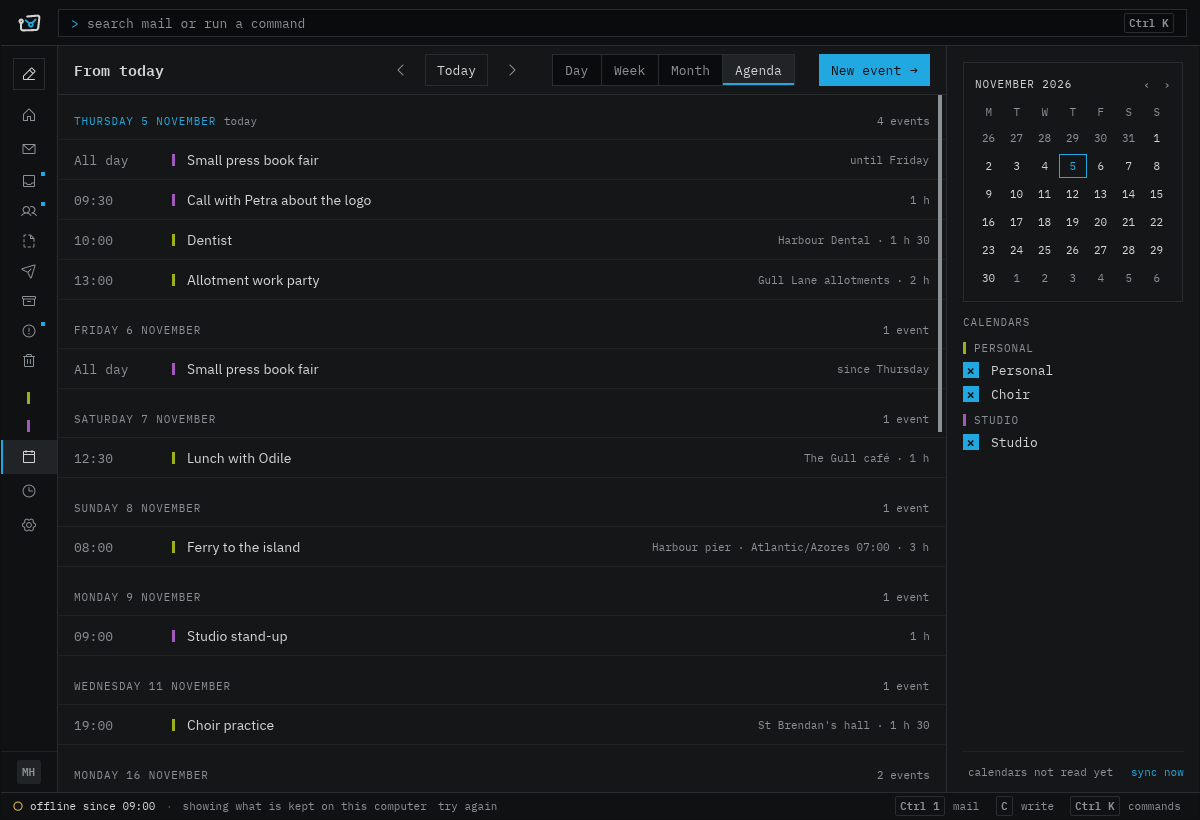 > search mail or run a command Ctrl K
From today Today Day Week Month Agenda New event →
THURSDAY 5 NOVEMBER today 4 events
All day Small press book fair until Friday
09:30 Call with Petra about the logo 1 h
10:00 Dentist Harbour Dental · 1 h 30
13:00 Allotment work party Gull Lane allotments · 2 h
FRIDAY 6 NOVEMBER 1 event
All day Small press book fair since Thursday
SATURDAY 7 NOVEMBER 1 event
12:30 Lunch with Odile The Gull café · 1 h
SUNDAY 8 NOVEMBER 1 event
08:00 Ferry to the island Harbour pier · Atlantic/Azores 07:00 · 3 h
MONDAY 9 NOVEMBER 1 event
09:00 Studio stand-up 1 h
WEDNESDAY 11 NOVEMBER 1 event
19:00 Choir practice St Brendan's hall · 1 h 30
MONDAY 16 NOVEMBER 2 events
NOVEMBER 2026 ‹ ›
M T W T F S S
26 27 28 29 30 31 1
2 3 4 5 6 7 8
9 10 11 12 13 14 15
16 17 18 19 20 21 22
23 24 25 26 27 28 29
30 1 2 3 4 5 6
CALENDARS
PERSONAL
Personal
Choir
STUDIO
Studio
calendars not read yet sync now
MH
offline since 09:00 · showing what is kept on this computer try again
Ctrl 1 mail C write Ctrl K commands